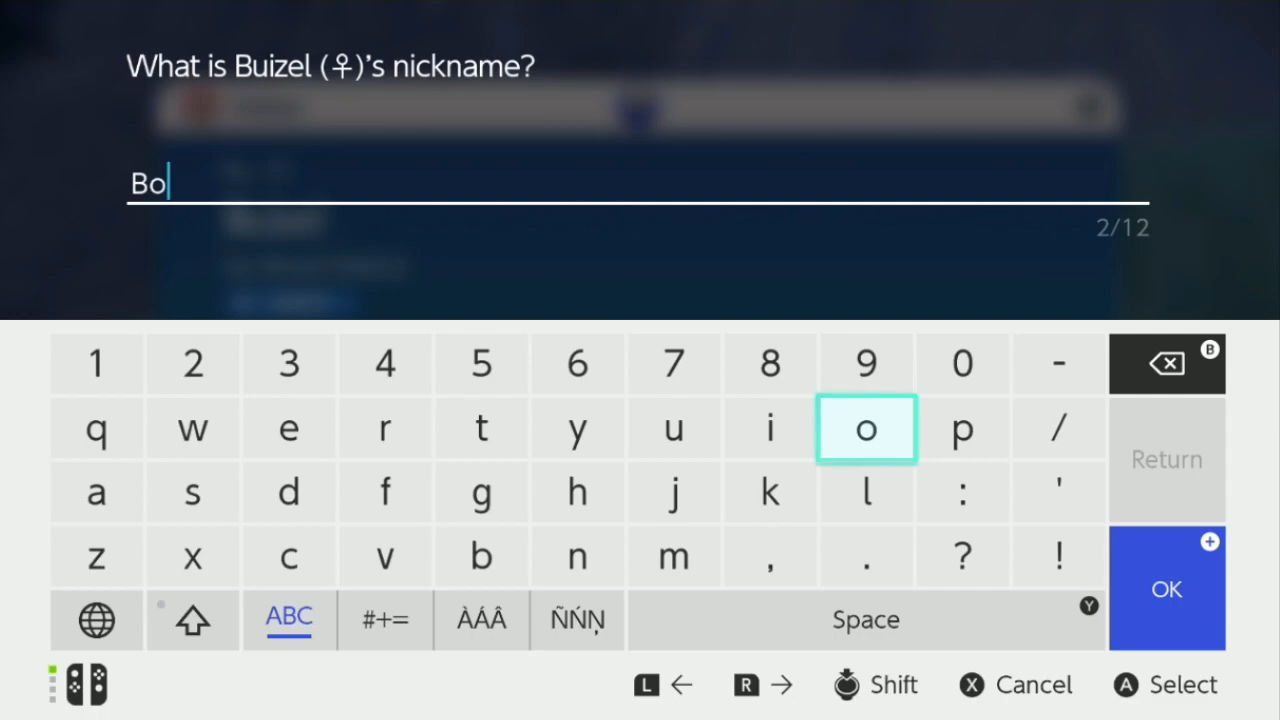 What is Buizel (♀)'s nickname?
Bo
2/12
1 2 3 4 5 6 7 8 9 0 - B
q w e r t y u i o p / Return
a s d f g h j k l : '
z x c v b n m , . ? ! + OK
ABC #+= ÀÁÂ ÑŃŅ Space Y
L ← R → Shift X Cancel A Select